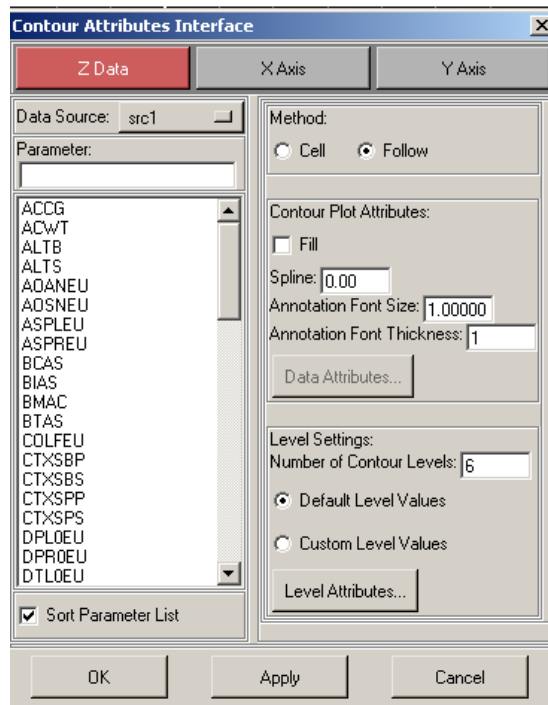 Contour Attributes Interface
Z Data
X Axis
Y Axis
Data Source: src1
Parameter:
ACCG
ACWT
ALTB
ALTS
AOANEU
AOSNEU
ASPLEU
ASPREU
BCAS
BIAS
BMAC
BTAS
COLFEU
CTXSBP
CTXSBS
CTXSPP
CTXSPS
DPL0EU
DPR0EU
DTL0EU
Sort Parameter List
Method:
Cell
Follow
Contour Plot Attributes:
Fill
Spline: 0.00
Annotation Font Size: 1.00000
Annotation Font Thickness: 1
Data Attributes...
Level Settings:
Number of Contour Levels: 6
Default Level Values
Custom Level Values
Level Attributes...
OK
Apply
Cancel